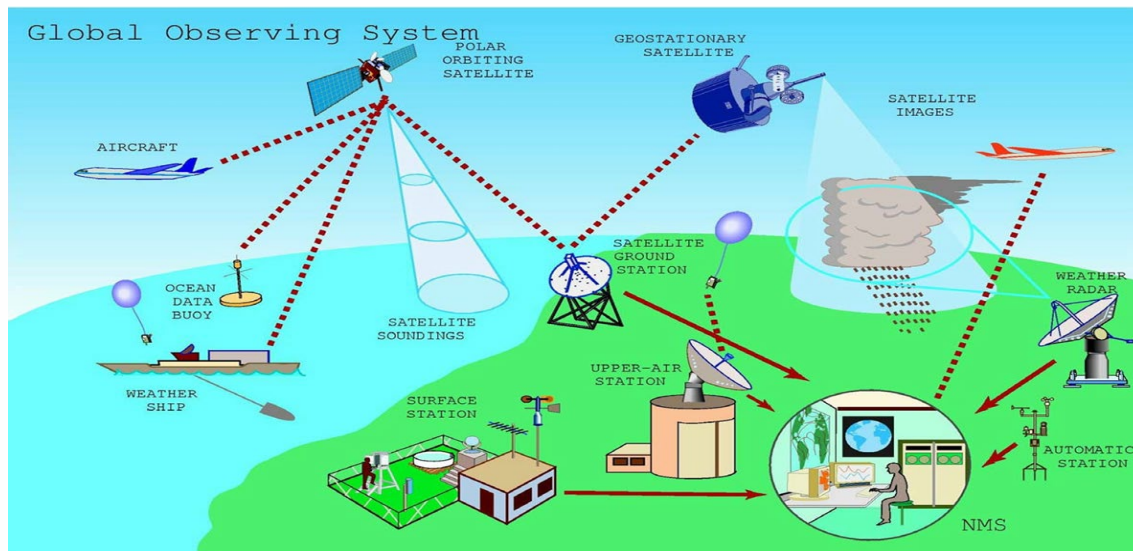 Global Observing System
POLAR
ORBITING
SATELLITE
GEOSTATIONARY
SATELLITE
SATELLITE
IMAGES
AIRCRAFT
OCEAN
DATA
BUOY
SATELLITE
GROUND
STATION
WEATHER
RADAR
SATELLITE
SOUNDINGS
WEATHER
SHIP
UPPER-AIR
STATION
SURFACE
STATION
AUTOMATIC
STATION
NMS